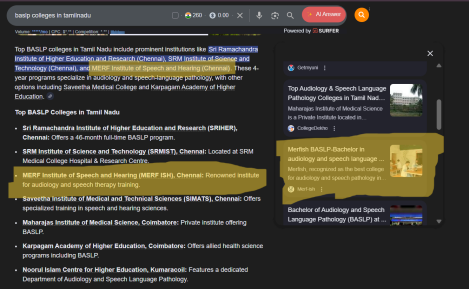 baslp colleges in tamilnadu
260
0.00
AI Answer
Powered by SURFER
Top BASLP colleges in Tamil Nadu include prominent institutions like Sri Ramachandra
Institute of Higher Education and Research (Chennai), SRM Institute of Science and
Technology (Chennai), and MERF Institute of Speech and Hearing (Chennai). These 4-
year programs specialize in audiology and speech-language pathology, with other
options including Saveetha Medical College and Karpagam Academy of Higher
Education.
Top BASLP Colleges in Tamil Nadu
• Sri Ramachandra Institute of Higher Education and Research (SRIHER),
Chennai: Offers a 46-month full-time BASLP program.
• SRM Institute of Science and Technology (SRMIST), Chennai: Located at SRM
Medical College Hospital & Research Centre.
• MERF Institute of Speech and Hearing (MERF ISH), Chennai: Renowned institute
for audiology and speech therapy training.
• Saveetha Institute of Medical and Technical Sciences (SIMATS), Chennai: Offers
specialized training in speech and hearing sciences.
• Maharajas Institute of Medical Science, Coimbatore: Private institute offering
BASLP.
• Karpagam Academy of Higher Education, Coimbatore: Offers allied health science
programs including BASLP.
• Noorul Islam Centre for Higher Education, Kumaracoil: Features a dedicated
Department of Audiology and Speech Language Pathology.
Getmyuni
Top Audiology & Speech Language
Pathology Colleges in Tamil Nad...
Maharajas Institute of Medical Science
is a Private Institute located in...
CollegeDekho
Merfish BASLP-Bachelor in
audiology and speech language ...
Merfish, recognized as the best college
for audiology and speech pathology in...
Merf-ish
Bachelor of Audiology and Speech
Language Pathology (BASLP) at ...